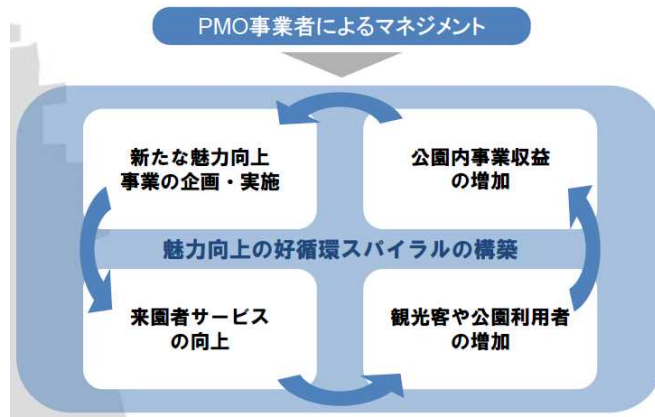 PMO事業者によるマネジメント
新たな魅力向上
事業の企画・実施
公園内事業収益
の増加
魅力向上の好循環スパイラルの構築
来園者サービス
の向上
観光客や公園利用者
の増加